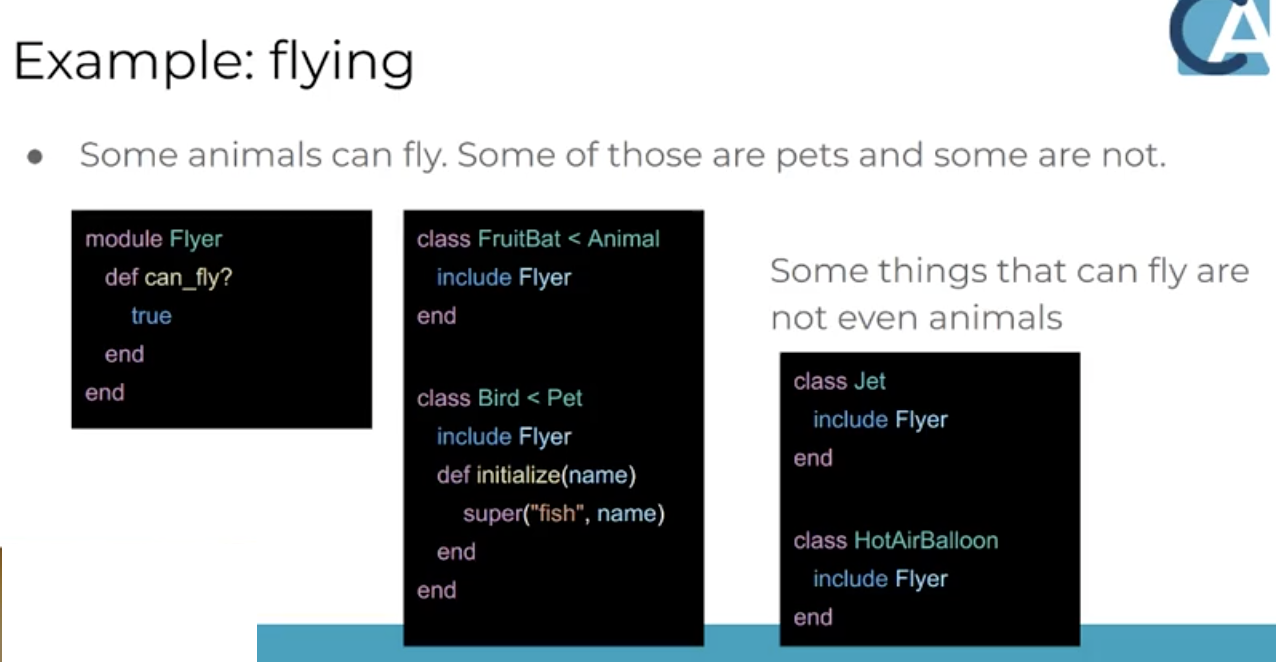 Example: flying
CA
● Some animals can fly. Some of those are pets and some are not.
module Flyer
def can_fly?
true
end
end
class FruitBat < Animal
include Flyer
end
class Bird < Pet
include Flyer
def initialize(name)
super("fish", name)
end
end
Some things that can fly are
not even animals
class Jet
include Flyer
end
class HotAirBalloon
include Flyer
end